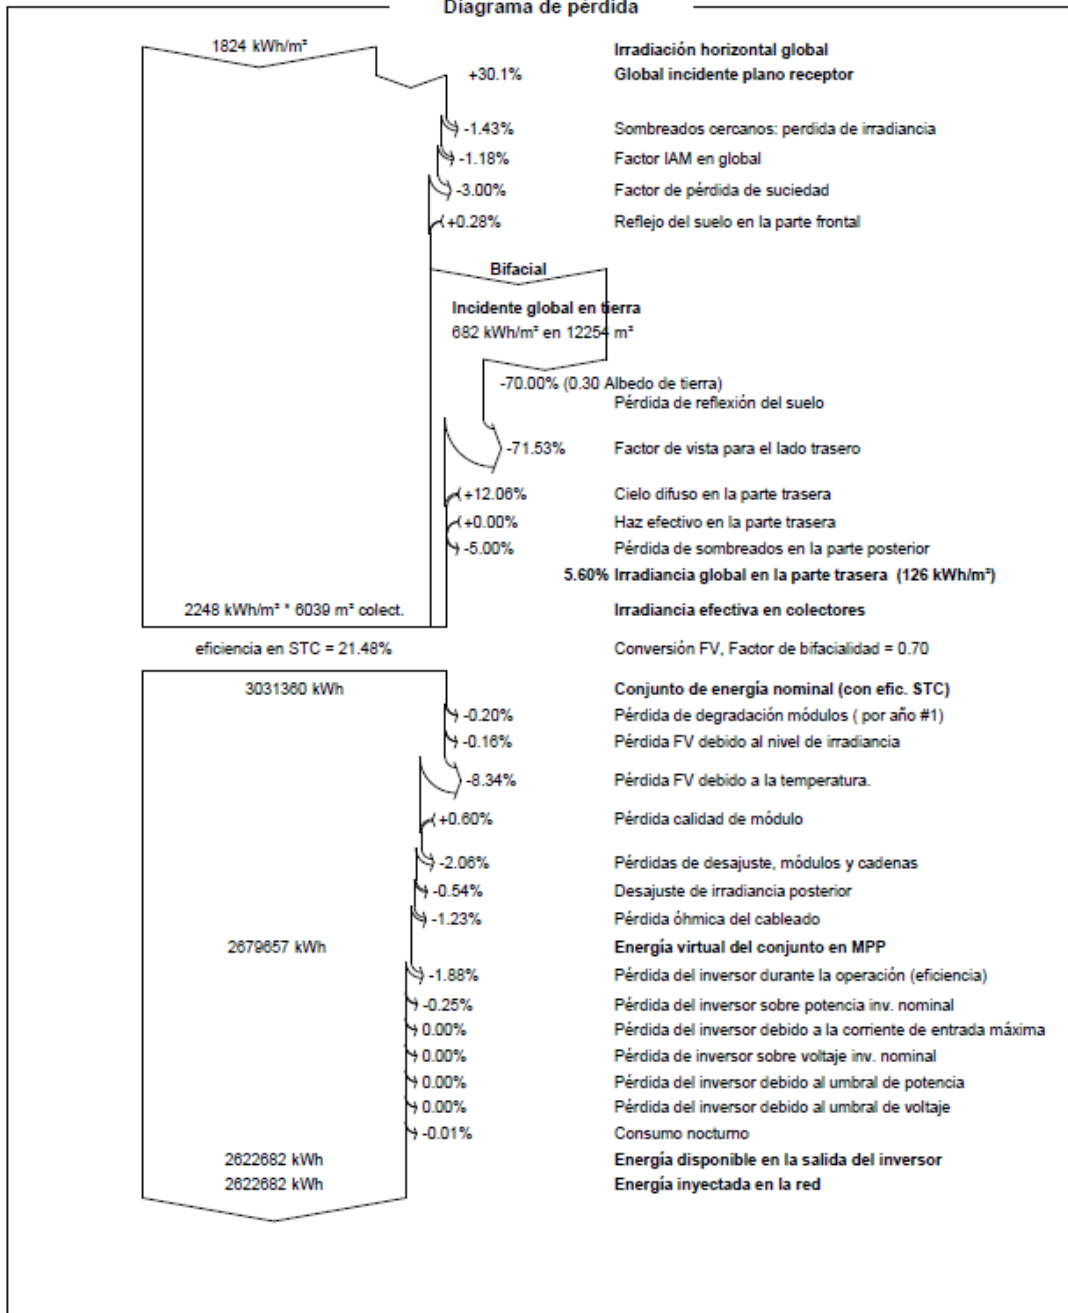 Diagrama de pérdida
1824 kWh/m²
Irradiación horizontal global
+30.1%
Global incidente plano receptor
-1.43%
Sombreados cercanos: perdida de irradiancia
-1.18%
Factor IAM en global
-3.00%
Factor de pérdida de suciedad
+0.28%
Reflejo del suelo en la parte frontal
Bifacial
Incidente global en tierra
682 kWh/m² en 12254 m²
-70.00% (0.30 Albedo de tierra)
Pérdida de reflexión del suelo
-71.53%
Factor de vista para el lado trasero
+12.06%
Cielo difuso en la parte trasera
+0.00%
Haz efectivo en la parte trasera
-5.00%
Pérdida de sombreados en la parte posterior
5.60% Irradiancia global en la parte trasera (126 kWh/m²)
2248 kWh/m² * 6039 m² colect.
Irradiancia efectiva en colectores
eficiencia en STC = 21.48%
Conversión FV, Factor de bifacialidad = 0.70
3031360 kWh
Conjunto de energía nominal (con efic. STC)
-0.20%
Pérdida de degradación módulos ( por año #1)
-0.16%
Pérdida FV debido al nivel de irradiancia
-8.34%
Pérdida FV debido a la temperatura.
+0.60%
Pérdida calidad de módulo
-2.06%
Pérdidas de desajuste, módulos y cadenas
-0.54%
Desajuste de irradiancia posterior
-1.23%
Pérdida óhmica del cableado
2679657 kWh
Energía virtual del conjunto en MPP
-1.88%
Pérdida del inversor durante la operación (eficiencia)
-0.25%
Pérdida del inversor sobre potencia inv. nominal
0.00%
Pérdida del inversor debido a la corriente de entrada máxima
0.00%
Pérdida de inversor sobre voltaje inv. nominal
0.00%
Pérdida del inversor debido al umbral de potencia
0.00%
Pérdida del inversor debido al umbral de voltaje
-0.01%
Consumo nocturno
2622682 kWh
Energía disponible en la salida del inversor
2622682 kWh
Energía inyectada en la red